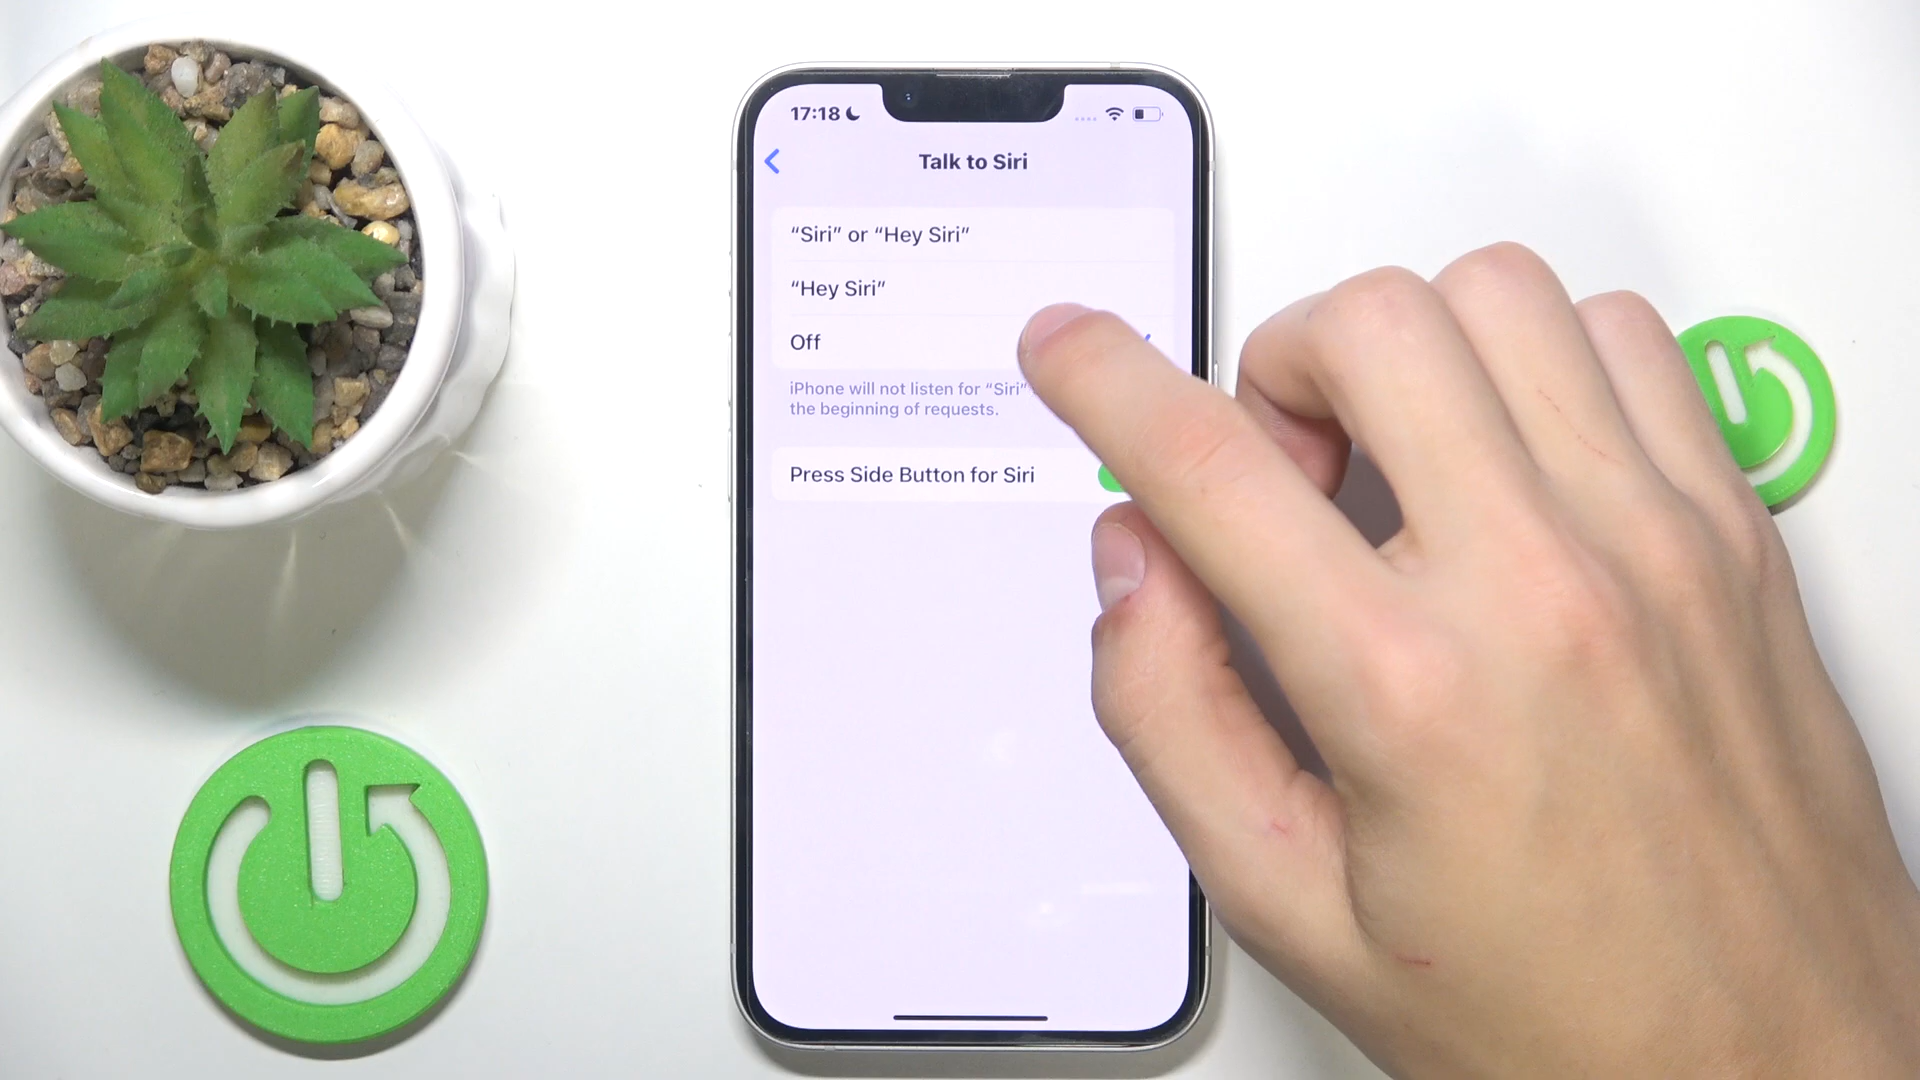 17:18
Talk to Siri
“Siri” or “Hey Siri”
“Hey Siri”
Off
iPhone will not listen for “Siri”
the beginning of requests.
Press Side Button for Siri